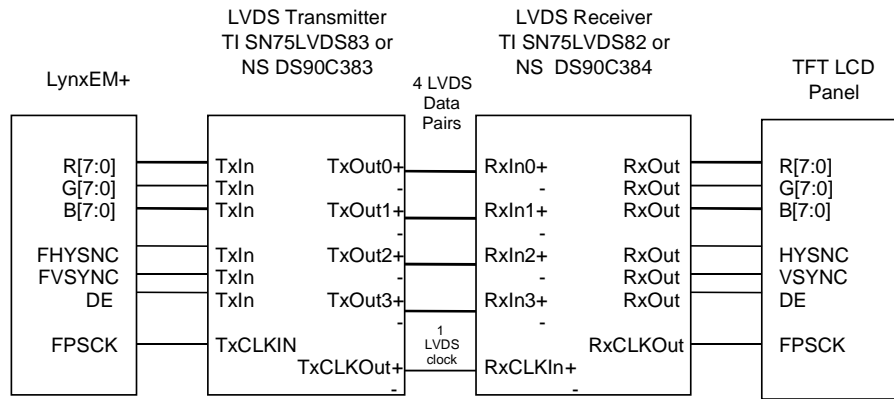 LVDS Transmitter
TI SN75LVDS83 or
NS DS90C383
LVDS Receiver
TI SN75LVDS82 or
NS DS90C384
LynxEM+
4 LVDS
Data
Pairs
TFT LCD
Panel
R[7:0]
G[7:0]
B[7:0]
FHYSNC
FVSYNC
DE
FPSCK
TxIn
TxIn
TxIn
TxIn
TxIn
TxIn
TxCLKIN
TxOut0+
-
TxOut1+
-
TxOut2+
-
TxOut3+
-
TxCLKOut+
-
1
LVDS
clock
RxIn0+
-
RxIn1+
-
RxIn2+
-
RxIn3+
-
RxCLKIn+
-
RxOut
RxOut
RxOut
RxOut
RxOut
RxOut
RxCLKOut
R[7:0]
G[7:0]
B[7:0]
HYSNC
VSYNC
DE
FPSCK